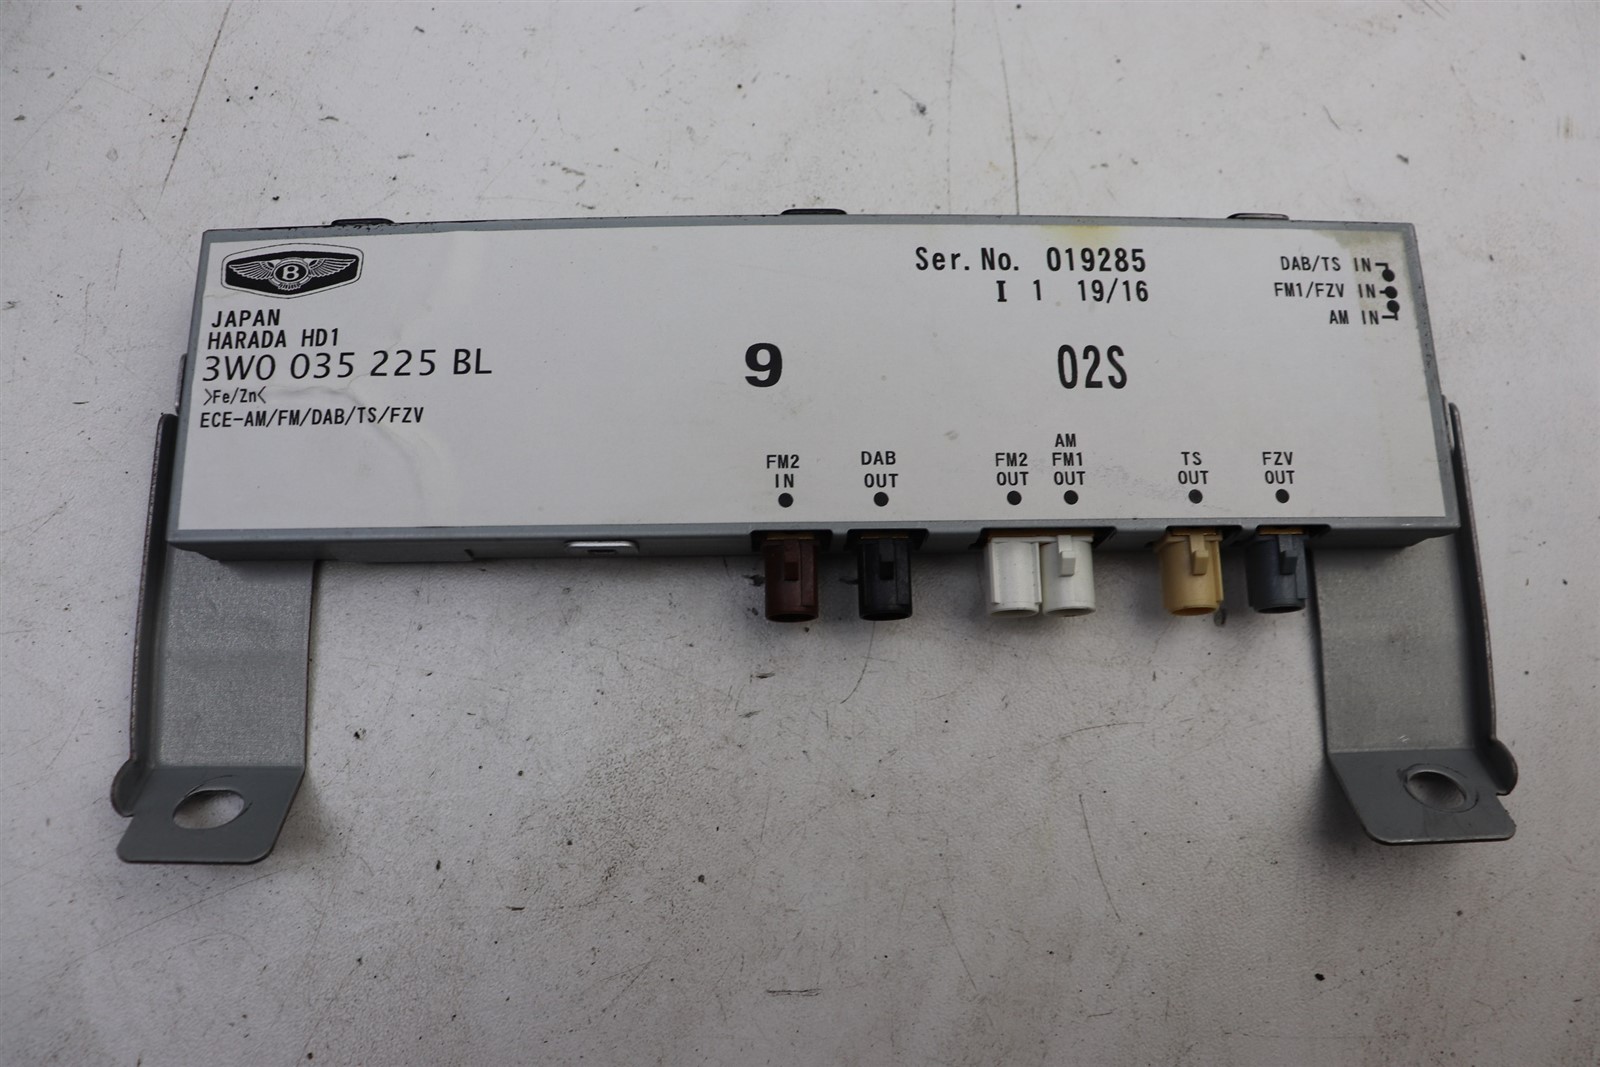 B
JAPAN
HARADA HD1
3W0 035 225 BL
>Fe/Zn<
ECE-AM/FM/DAB/TS/FZV
9
Ser. No. 019285
I 1 19/16
02S
DAB/TS IN
FM1/FZV IN
AM IN
FM2
IN
DAB
OUT
FM2
OUT
AM
FM1
OUT
TS
OUT
FZV
OUT